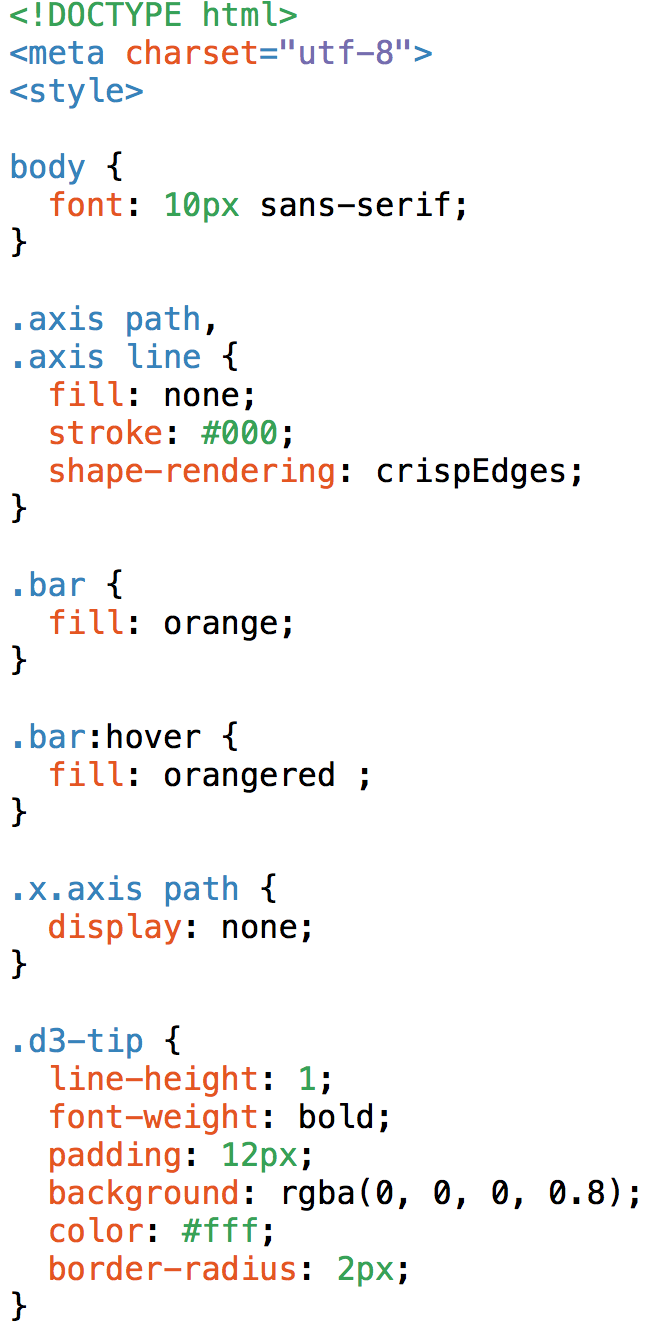 <!DOCTYPE html>
<meta charset="utf-8">
<style>

body {
  font: 10px sans-serif;
}

.axis path,
.axis line {
  fill: none;
  stroke: #000;
  shape-rendering: crispEdges;
}

.bar {
  fill: orange;
}

.bar:hover {
  fill: orangered ;
}

.x.axis path {
  display: none;
}

.d3-tip {
  line-height: 1;
  font-weight: bold;
  padding: 12px;
  background: rgba(0, 0, 0, 0.8);
  color: #fff;
  border-radius: 2px;
}